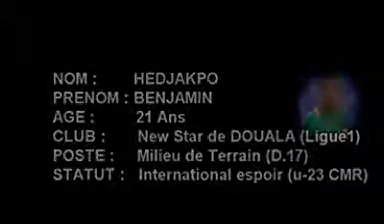 NOM : HEDJAKPO
PRENOM : BENJAMIN
AGE : 21 Ans
CLUB : New Star de DOUALA (Ligue1)
POSTE : Milieu de Terrain (D.17)
STATUT : International espoir (u-23 CMR)